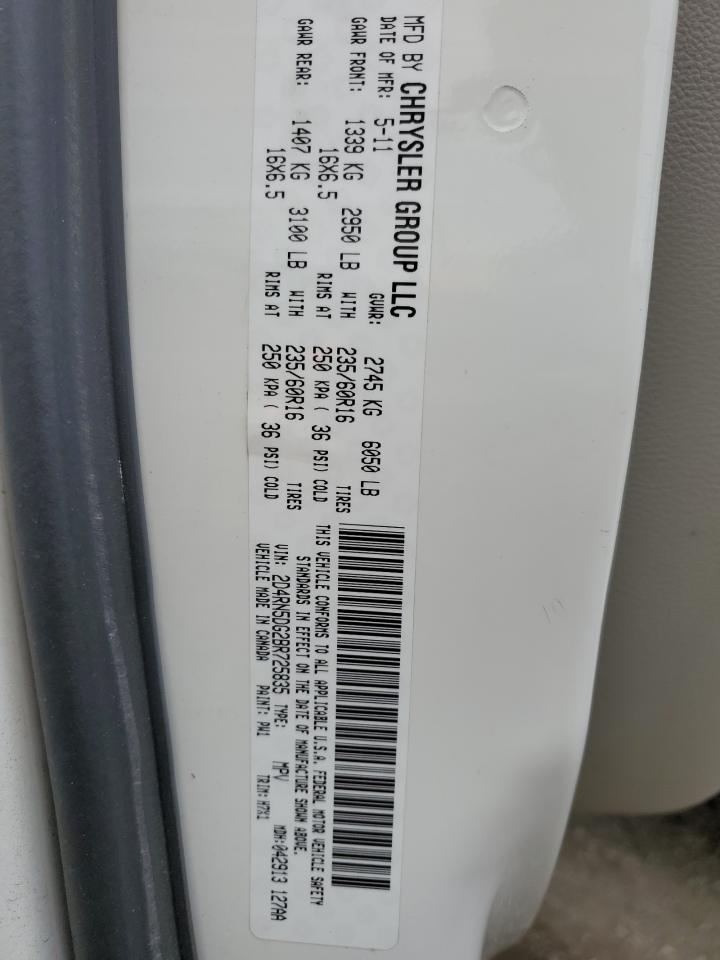 MFD BY CHRYSLER GROUP LLC
DATE OF MFR: 5-11 GVWR: 2745 KG 6050 LB
GAWR FRONT: 1339 KG 2950 LB WITH 235/60R16 TIRES
16X6.5 RIMS AT 250 KPA ( 36 PSI) COLD
GAWR REAR: 1407 KG 3100 LB WITH 235/60R16 TIRES
16X6.5 RIMS AT 250 KPA ( 36 PSI) COLD
THIS VEHICLE CONFORMS TO ALL APPLICABLE U.S.A. FEDERAL MOTOR VEHICLE SAFETY
STANDARDS IN EFFECT ON THE DATE OF MANUFACTURE SHOWN ABOVE.
VIN: 2D4RN5DG2BR725835 TYPE: MPV MDH:042913 127AA
VEHICLE MADE IN CANADA PAINT: PW1 TRIM: H7X1